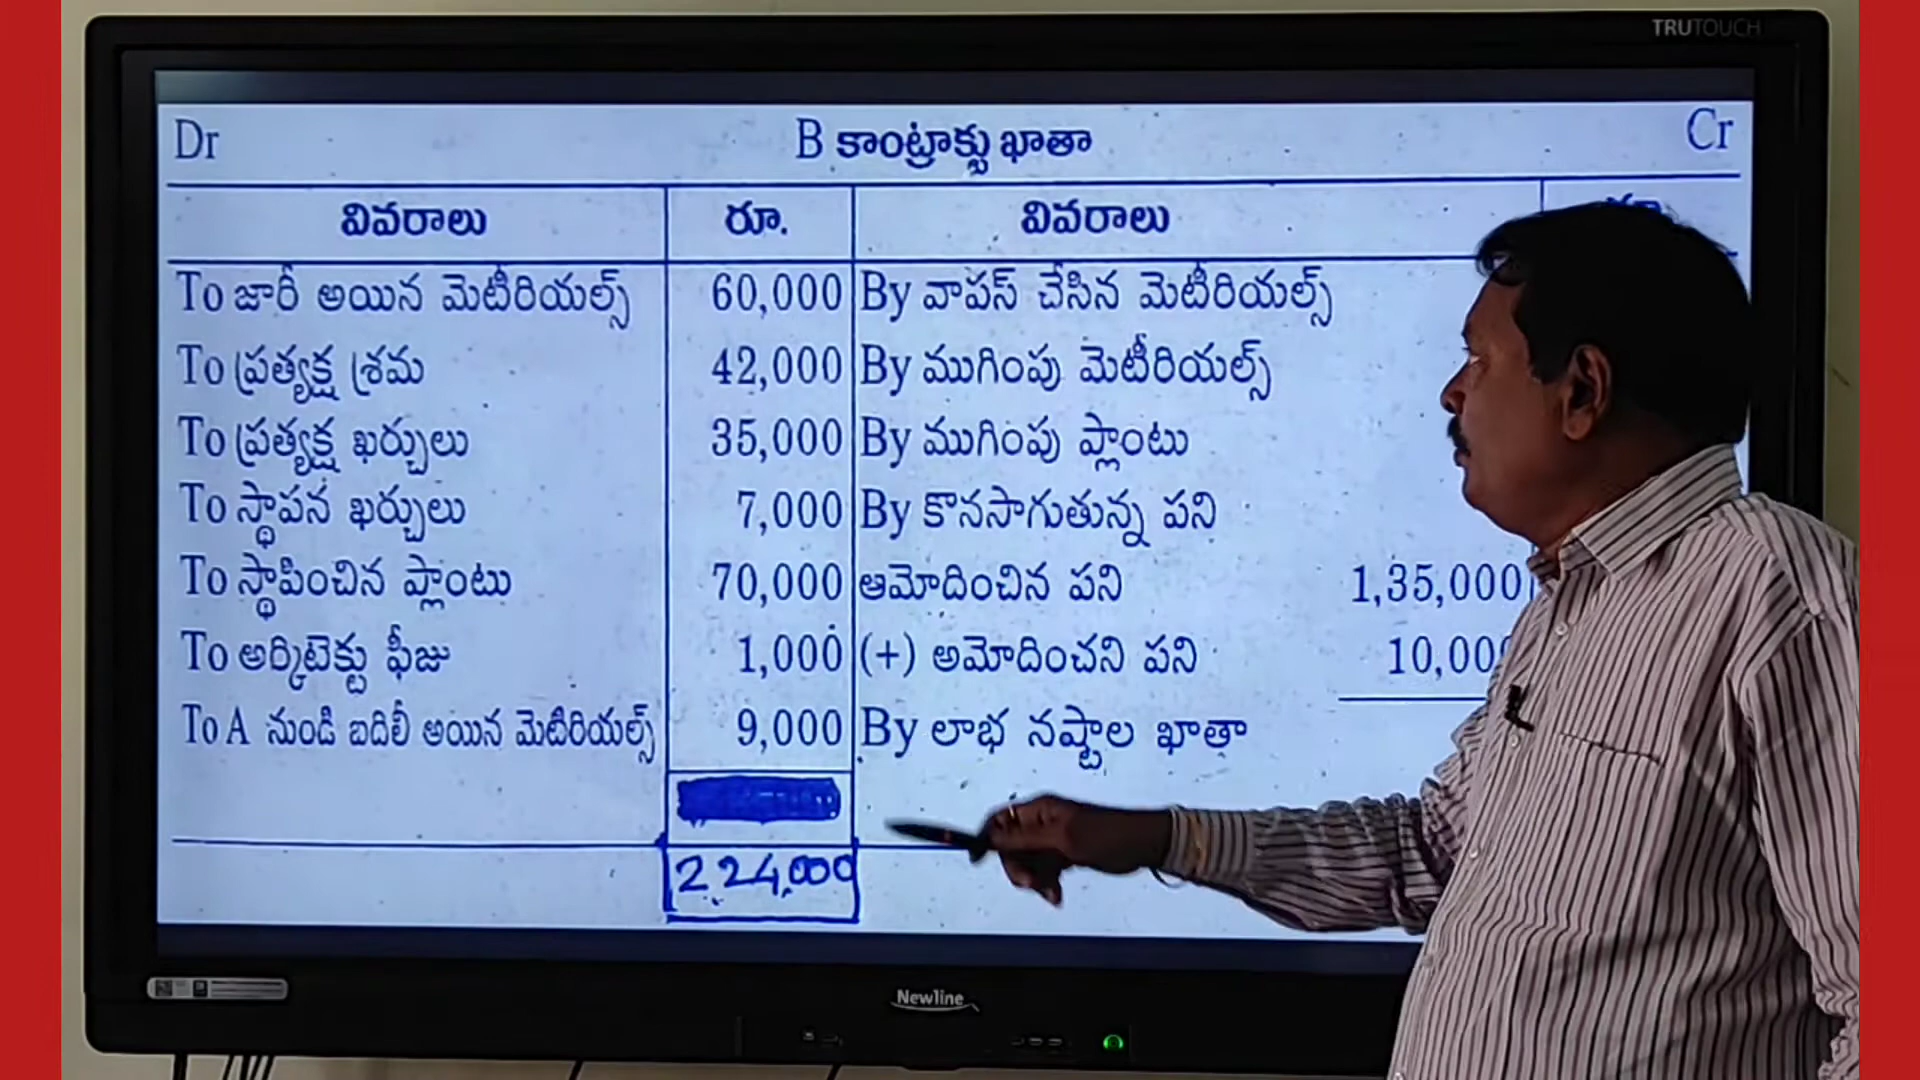 TRUTOUCH
Dr B కాంట్రాక్టు ఖాతా Cr
వివరాలు రూ. వివరాలు
To జారీ అయిన మెటీరియల్స్ 60,000 By వాపస్ చేసిన మెటీరియల్స్
To ప్రత్యక్ష శ్రమ 42,000 By ముగింపు మెటీరియల్స్
To ప్రత్యక్ష ఖర్చులు 35,000 By ముగింపు ప్లాంటు
To స్థాపన ఖర్చులు 7,000 By కొనసాగుతున్న పని
To స్థాపించిన ప్లాంటు 70,000 ఆమోదించిన పని 1,35,000
To అర్కిటెక్టు ఫీజు 1,000 (+) అమోదించని పని 10,000
To A నుండి బదిలీ అయిన మెటిరియల్స్ 9,000 By లాభ నష్టాల ఖాతా
2,24,000
Newline